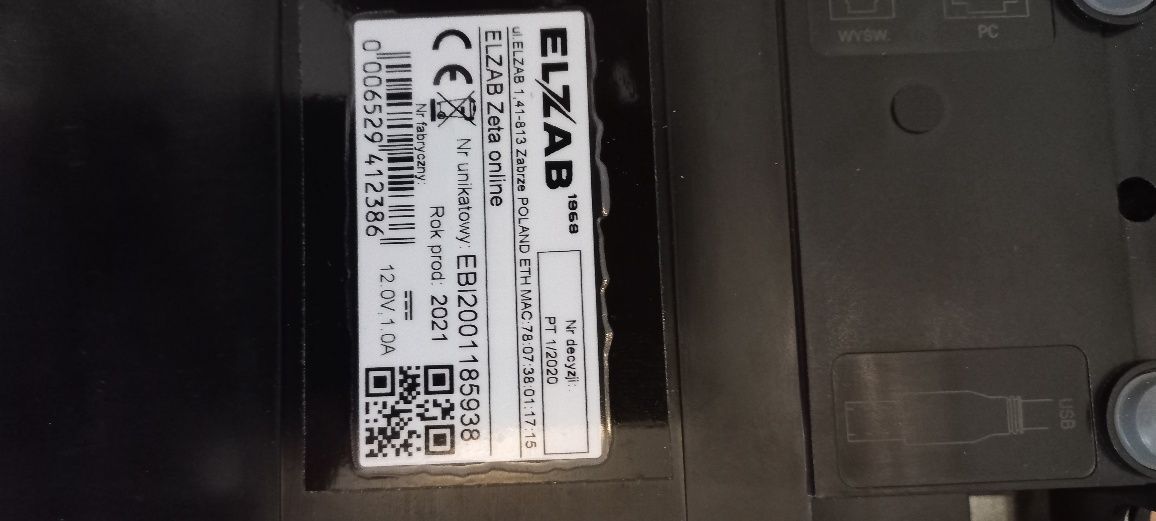 ELZAB 1968
Nr decyzji:
PT 1/2020
ul.ELZAB 1,41-813 Zabrze POLAND ETH MAC:78:07:38:01:17:15
ELZAB Zeta online
CE Nr unikatowy: EBI2001185938
Rok prod: 2021
Nr fabryczny:
0006529412386
12.0V 1.0A
WYŚW.
PC
USB